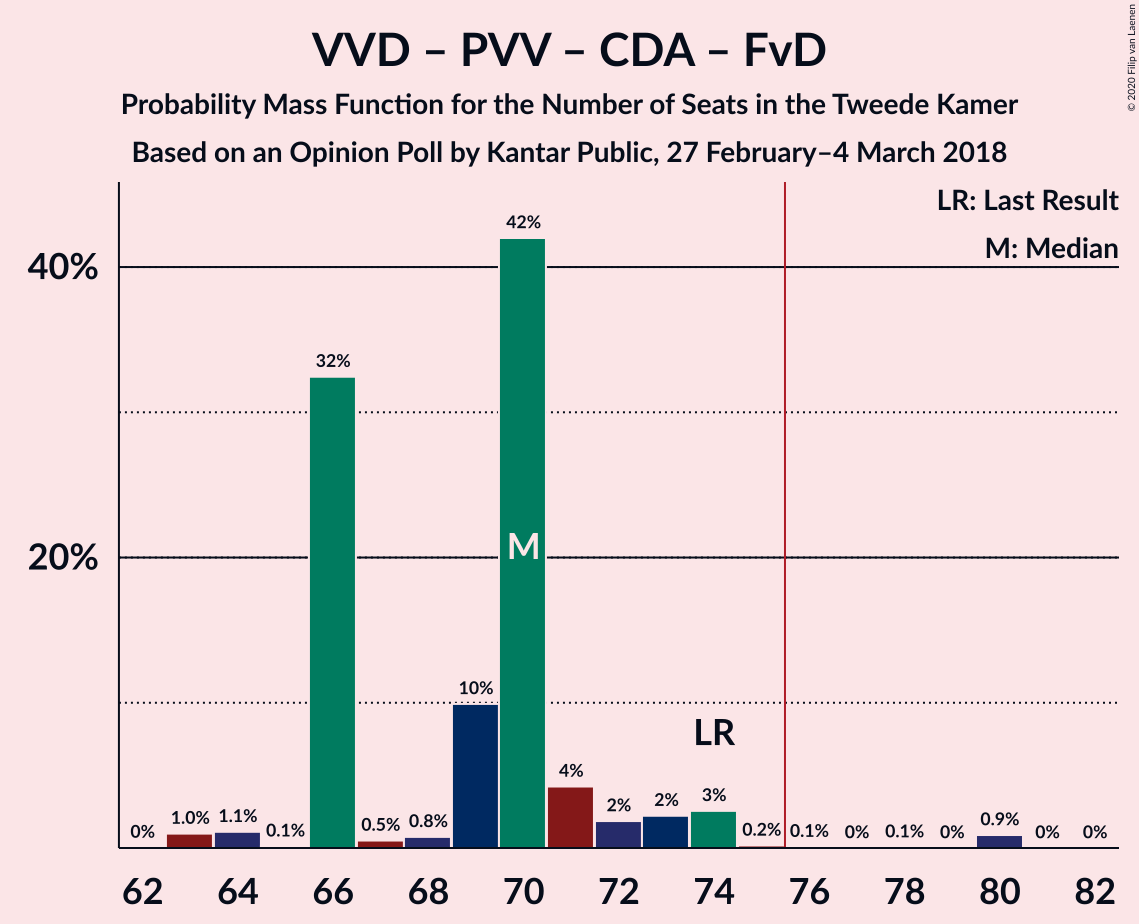 VVD – PVV – CDA – FvD
Probability Mass Function for the Number of Seats in the Tweede Kamer
Based on an Opinion Poll by Kantar Public, 27 February–4 March 2018
© 2020 Filip van Laenen
LR: Last Result
M: Median
40%
20%
0%
1.0%
1.1%
0.1%
32%
0.5%
0.8%
10%
42%
M
4%
2%
2%
3%
LR
0.2%
0.1%
0%
0.1%
0%
0.9%
0%
0%
62 64 66 68 70 72 74 76 78 80 82